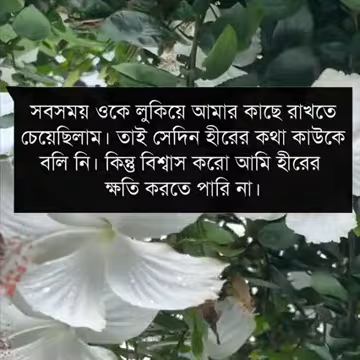 সবসময় ওকে লুকিয়ে আমার কাছে রাখতে
চেয়েছিলাম। তাই সেদিন হীরের কথা কাউকে
বলি নি। কিন্তু বিশ্বাস করো আমি হীরের
ক্ষতি করতে পারি না।